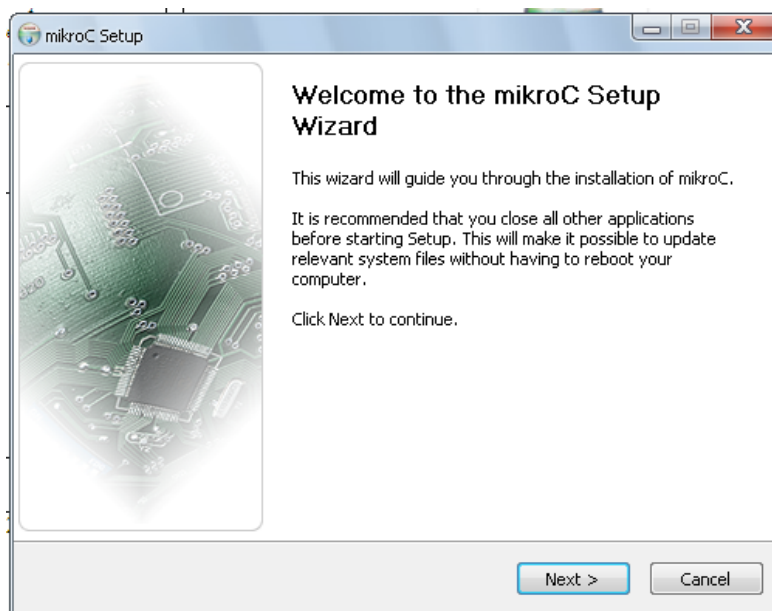 mikroC Setup
Welcome to the mikroC Setup
Wizard
This wizard will guide you through the installation of mikroC.
It is recommended that you close all other applications
before starting Setup. This will make it possible to update
relevant system files without having to reboot your
computer.
Click Next to continue.
Next >
Cancel